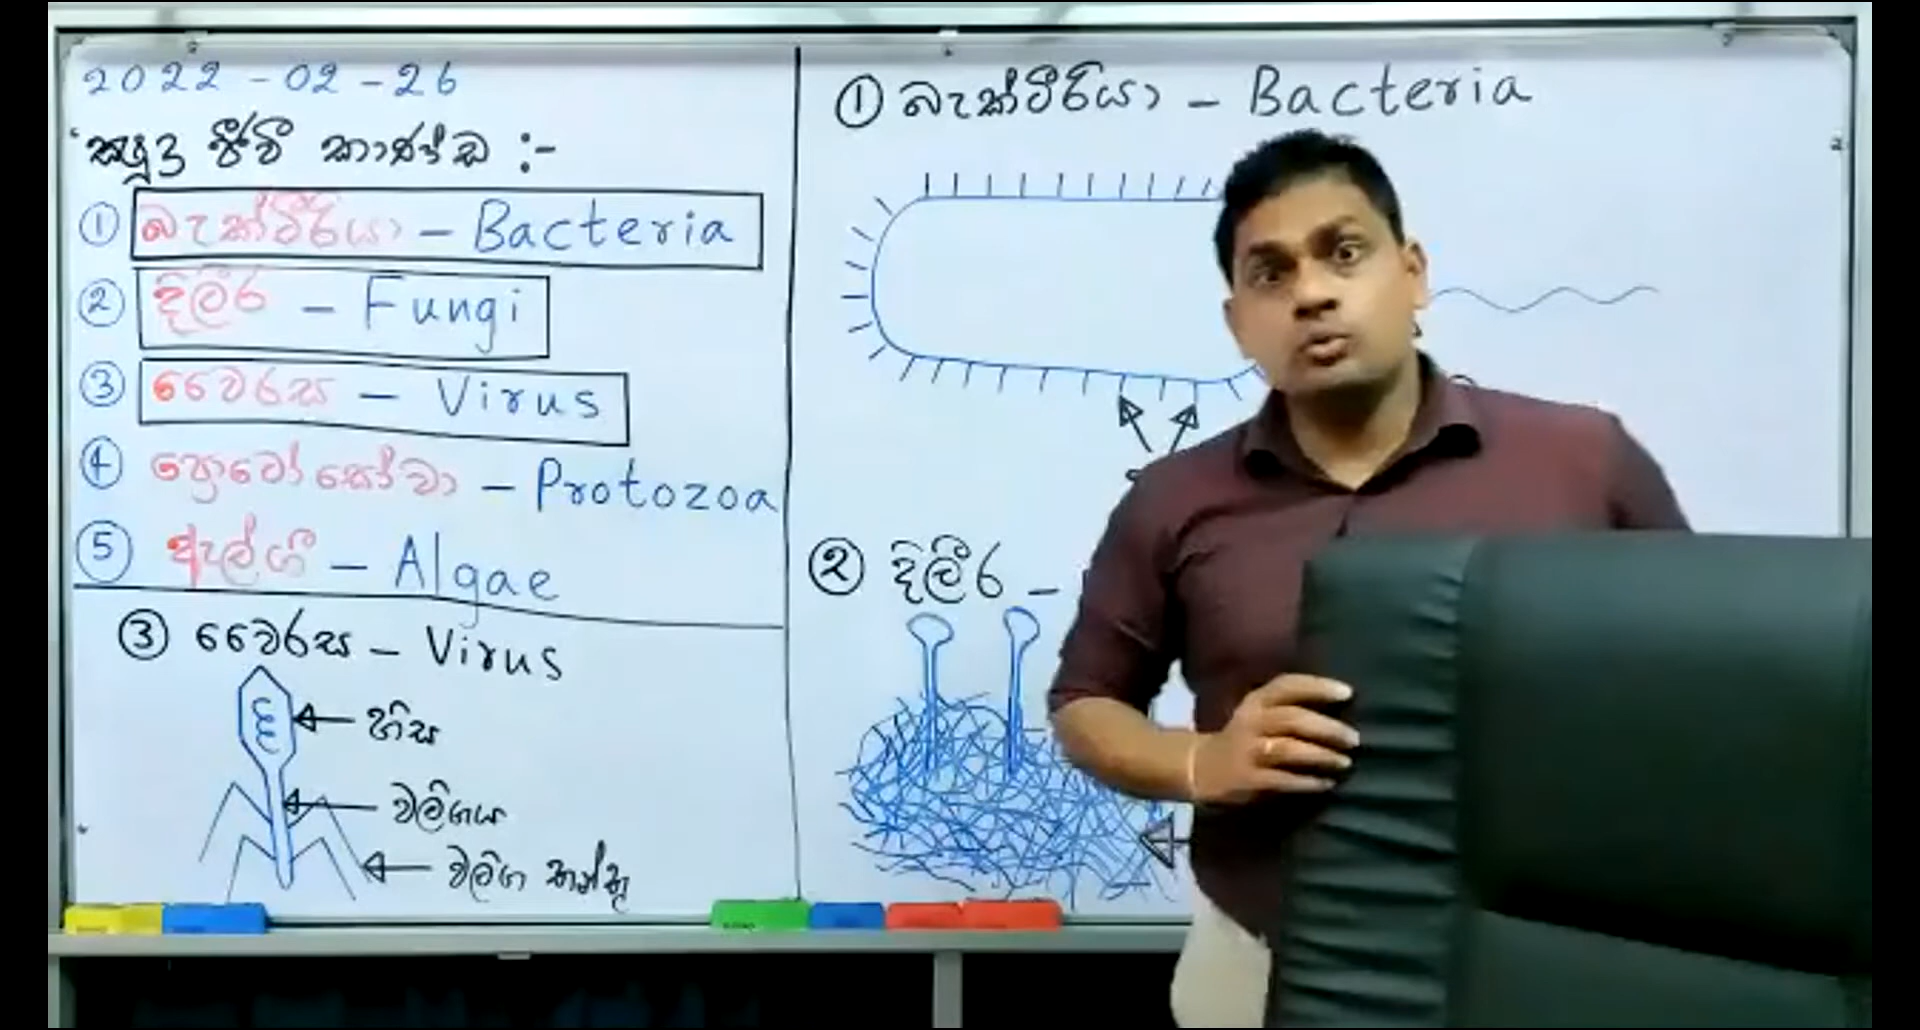 2022 - 02 - 26
ක්ෂුද්‍ර ජීවී කාණ්ඩ :-
① බැක්ටීරියා – Bacteria
② දිලීර – Fungi
③ වෛරස – Virus
④ ප්‍රොටෝසෝවා – Protozoa
⑤ ඇල්ගී – Algae
③ වෛරස – Virus
හිස
වලිගය
වලිග තන්තු
① බැක්ටීරියා – Bacteria
② දිලීර –